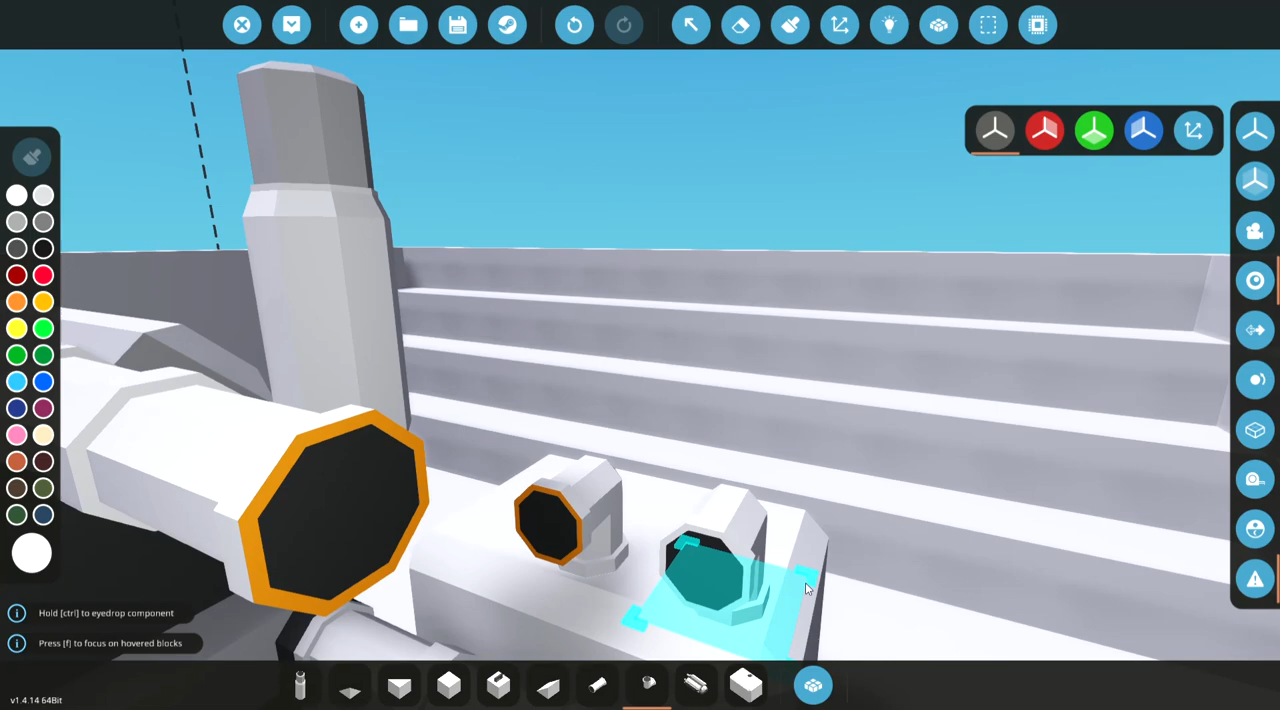 Hold [ctrl] to eyedrop component
Press [f] to focus on hovered blocks
v1.4.14 64Bit